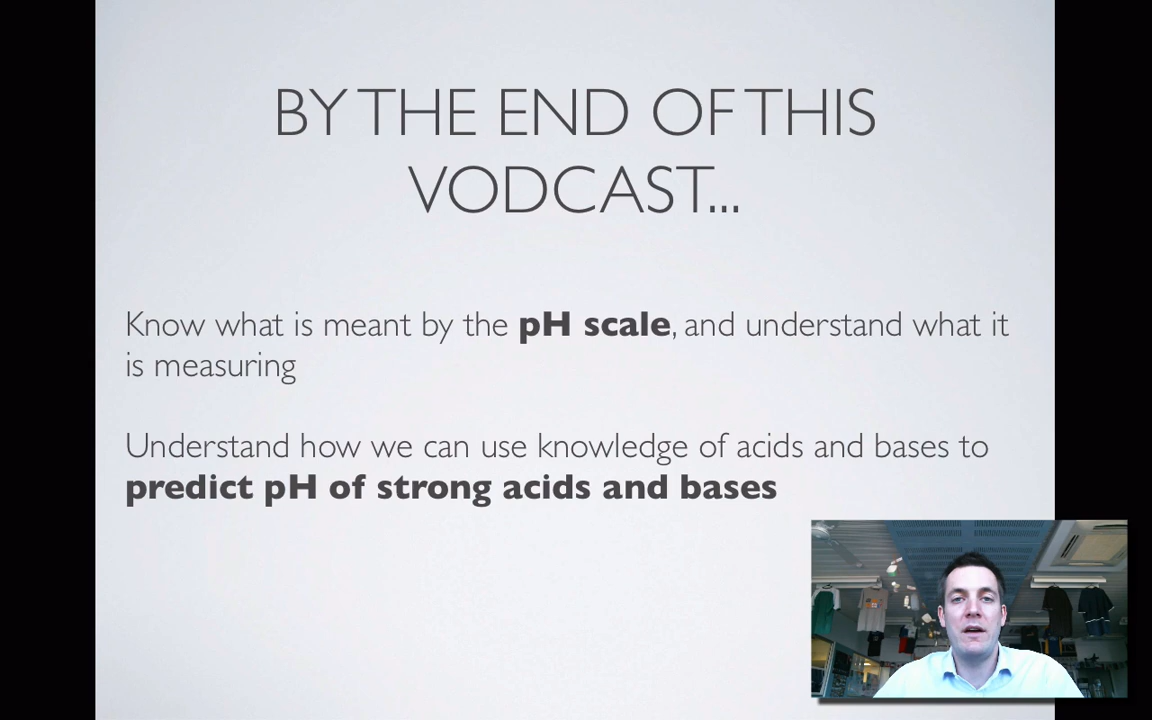 BY THE END OF THIS
VODCAST...
Know what is meant by the pH scale, and understand what it
is measuring
Understand how we can use knowledge of acids and bases to
predict pH of strong acids and bases